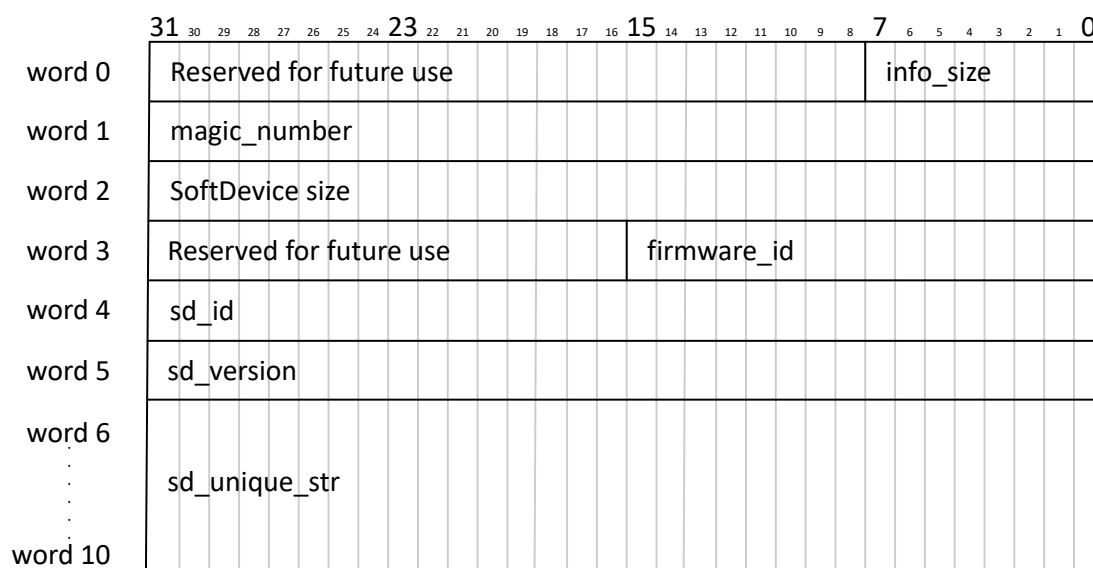 31 30 29 28 27 26 25 24 23 22 21 20 19 18 17 16 15 14 13 12 11 10 9 8 7 6 5 4 3 2 1 0
word 0 Reserved for future use info_size
word 1 magic_number
word 2 SoftDevice size
word 3 Reserved for future use firmware_id
word 4 sd_id
word 5 sd_version
word 6
sd_unique_str
word 10